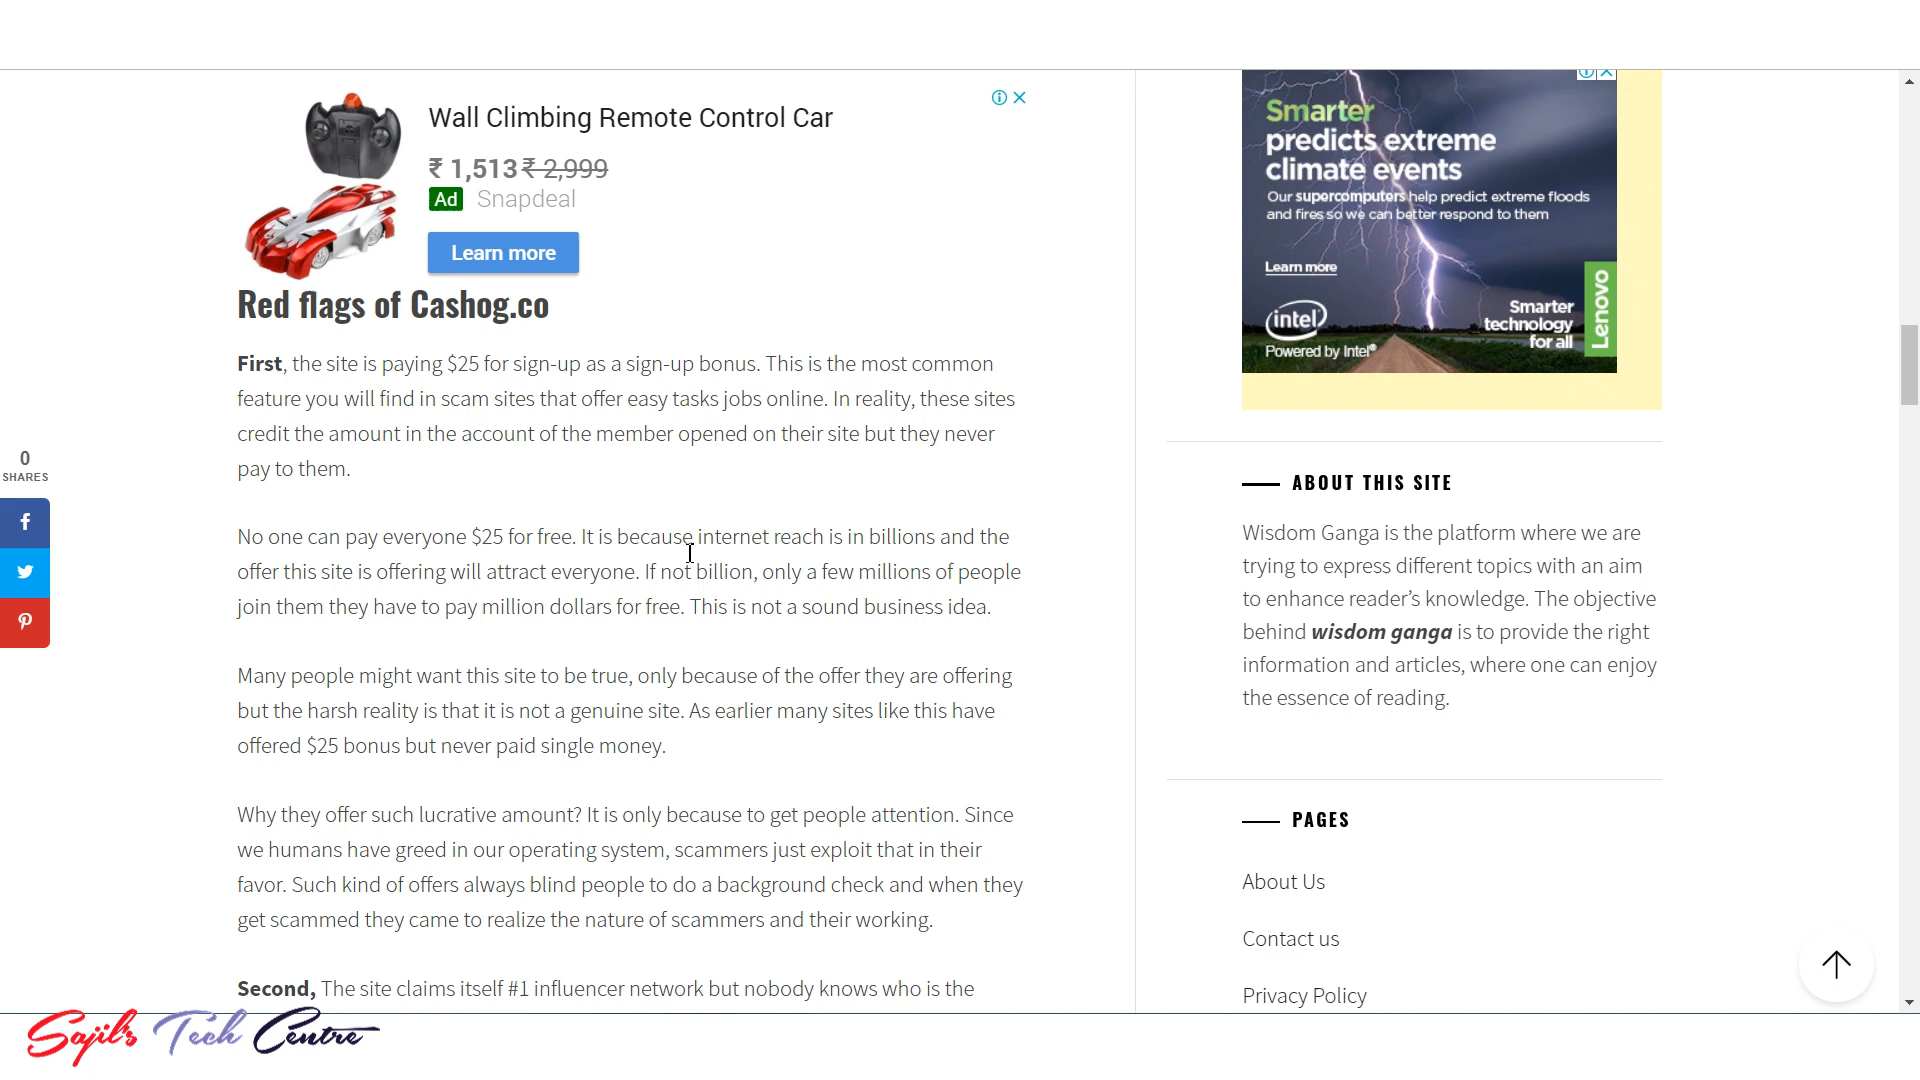 Wall Climbing Remote Control Car
₹ 1,513 ₹ 2,999
Ad Snapdeal
Learn more
Red flags of Cashog.co
First, the site is paying $25 for sign-up as a sign-up bonus. This is the most common
feature you will find in scam sites that offer easy tasks jobs online. In reality, these sites
credit the amount in the account of the member opened on their site but they never
pay to them.
No one can pay everyone $25 for free. It is because internet reach is in billions and the
offer this site is offering will attract everyone. If not billion, only a few millions of people
join them they have to pay million dollars for free. This is not a sound business idea.
Many people might want this site to be true, only because of the offer they are offering
but the harsh reality is that it is not a genuine site. As earlier many sites like this have
offered $25 bonus but never paid single money.
Why they offer such lucrative amount? It is only because to get people attention. Since
we humans have greed in our operating system, scammers just exploit that in their
favor. Such kind of offers always blind people to do a background check and when they
get scammed they came to realize the nature of scammers and their working.
Second, The site claims itself #1 influencer network but nobody knows who is the
0
SHARES
Smarter
predicts extreme
climate events
Our supercomputers help predict extreme floods
and fires so we can better respond to them
Learn more
intel
Powered by Intel®
Smarter
technology
for all
Lenovo
ABOUT THIS SITE
Wisdom Ganga is the platform where we are
trying to express different topics with an aim
to enhance reader's knowledge. The objective
behind wisdom ganga is to provide the right
information and articles, where one can enjoy
the essence of reading.
PAGES
About Us
Contact us
Privacy Policy
Sajil's Tech Centre